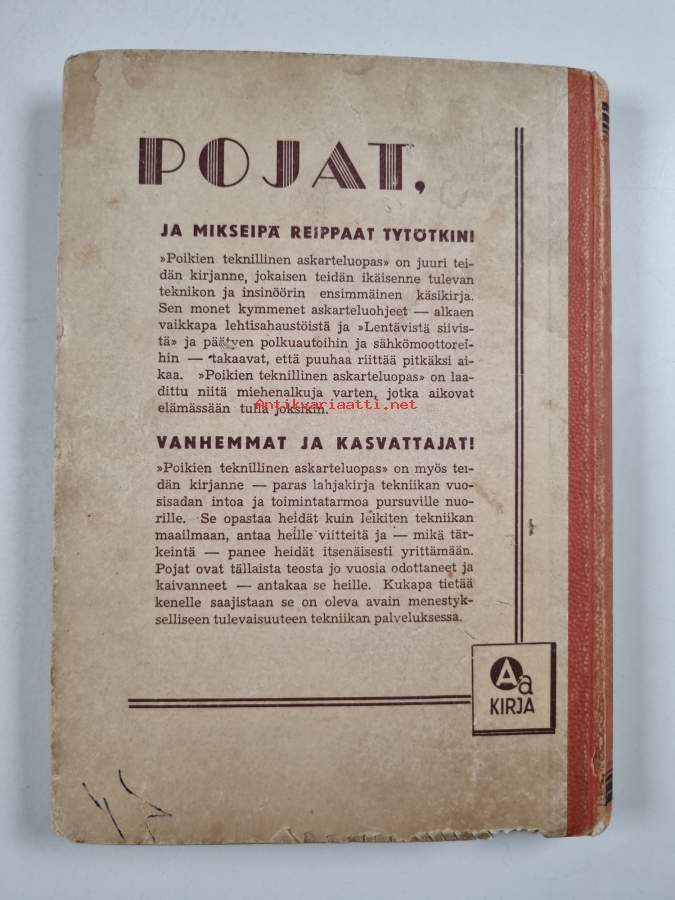 POJAT,
JA MIKSEIPÄ REIPPAAT TYTÖTKIN!
»Poikien teknillinen askarteluopas» on juuri tei-
dän kirjanne, jokaisen teidän ikäisenne tulevan
teknikon ja insinöörin ensimmäinen käsikirja.
Sen monet kymmenet askarteluohjeet — alkaen
vaikkapa lehtisahaustöistä ja »Lentävistä siivis-
tä» ja päätyen polkuautoihin ja sähkömoottorei-
hin — takaavat, että puuhaa riittää pitkäksi ai-
kaa. »Poikien teknillinen askarteluopas» on laa-
dittu niitä miehenalkuja varten, jotka aikovat
elämässään tulla joksikin.
Antikvariaatti.net
VANHEMMAT JA KASVATTAJAT!
»Poikien teknillinen askarteluopas» on myös tei-
dän kirjanne — paras lahjakirja tekniikan vuo-
sisadan intoa ja toimintatarmoa pursuville nuo-
rille. Se opastaa heidät kuin leikiten tekniikan
maailmaan, antaa heille viitteitä ja — mikä tär-
keintä — panee heidät itsenäisesti yrittämään.
Pojat ovat tällaista teosta jo vuosia odottaneet ja
kaivanneet — antakaa se heille. Kukapa tietää
kenelle saajistaan se on oleva avain menestyk-
selliseen tulevaisuuteen tekniikan palveluksessa.
Aa
KIRJA